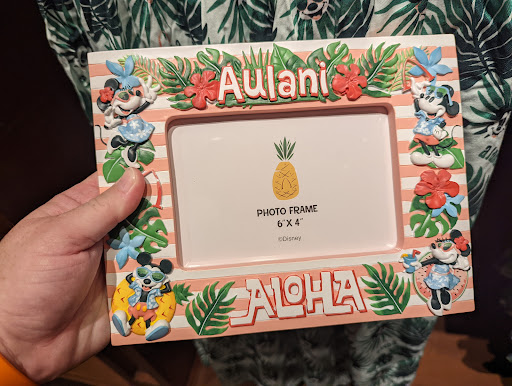 Aulani
PHOTO FRAME
6"X 4"
©Disney
ALOHA